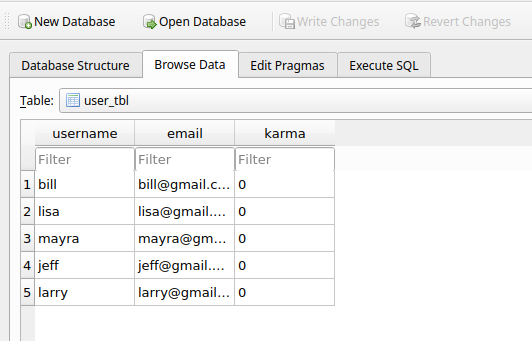 New Database Open Database Write Changes Revert Changes
Database Structure Browse Data Edit Pragmas Execute SQL
Table: user_tbl
username email karma
Filter Filter Filter
1 bill bill@gmail.c... 0
2 lisa lisa@gmail.... 0
3 mayra mayra@gm... 0
4 jeff jeff@gmail.... 0
5 larry larry@gmail... 0